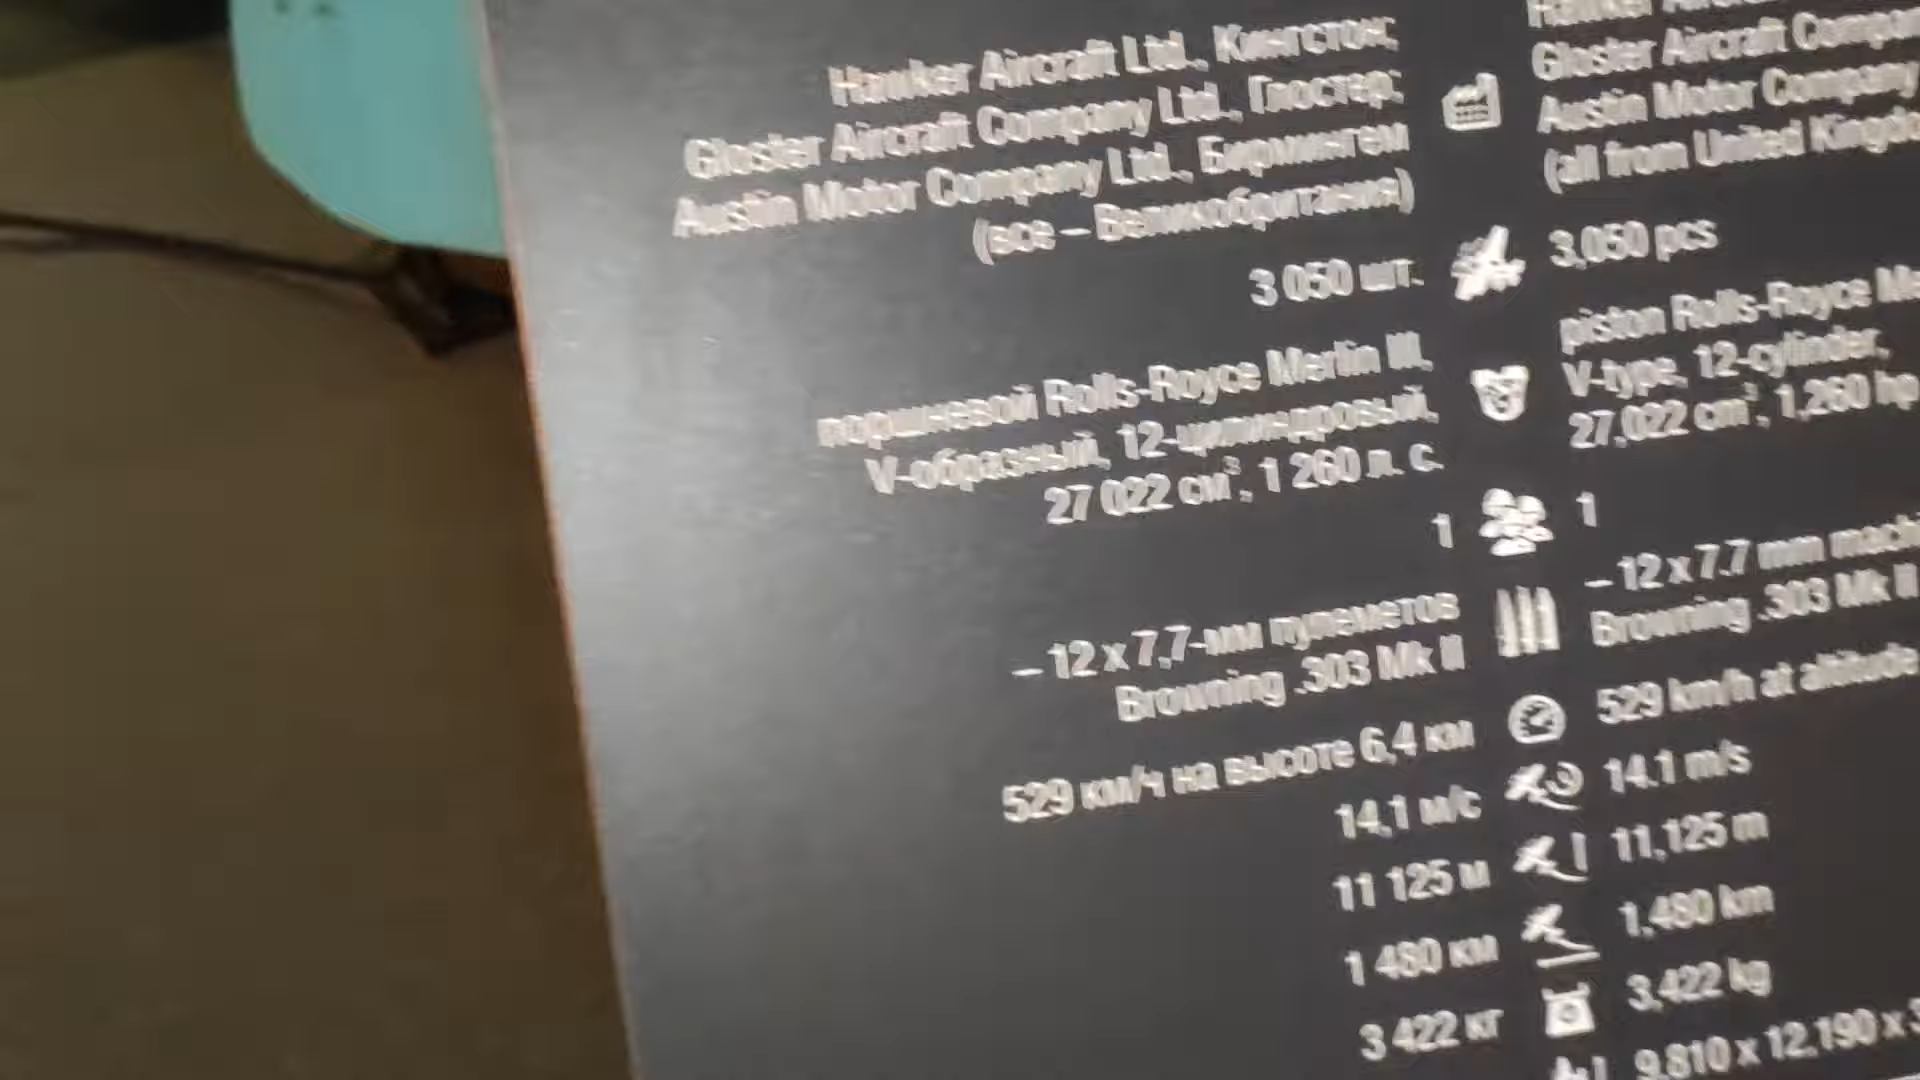 Hawker Aircraft Ltd., Кингстон;
Gloster Aircraft Company Ltd., Глостер;
Austin Motor Company Ltd., Бирмингем
(все – Великобритания)
3 050 шт.
поршневой Rolls-Royce Merlin III,
V-образный, 12-цилиндровый,
27 022 см³, 1 260 л. с.
1
– 12 x 7,7-мм пулеметов
Browning .303 Mk II
529 км/ч на высоте 6,4 км
14,1 м/с
11 125 м
1 480 км
3 422 кг
Hawker
Gloster Aircraft
Austin Motor Company
(all from United
3,050 pcs
piston Rolls-Royce
V-type, 12-cylinder,
27,022 cm³, 1,260 hp
1
– 12 x 7.7 mm
Browning .303 Mk II
529 km/h at altitude
14.1 m/s
11,125 m
1,480 km
3,422 kg
9.810 x 12.190 x